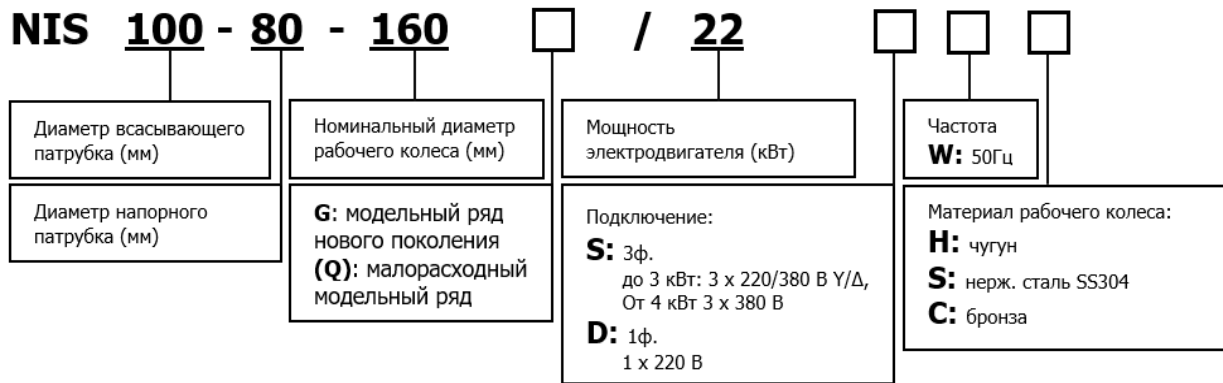 NIS 100 - 80 - 160 □ / 22 □ □ □
Диаметр всасывающего
патрубка (мм)
Номинальный диаметр
рабочего колеса (мм)
Мощность
электродвигателя (кВт)
Частота
W: 50Гц
Диаметр напорного
патрубка (мм)
G: модельный ряд
нового поколения
(Q): малорасходный
модельный ряд
Подключение:
S: 3ф.
до 3 кВт: 3 x 220/380 В Y/Δ,
От 4 кВт 3 x 380 В
D: 1ф.
1 x 220 В
Материал рабочего колеса:
H: чугун
S: нерж. сталь SS304
C: бронза